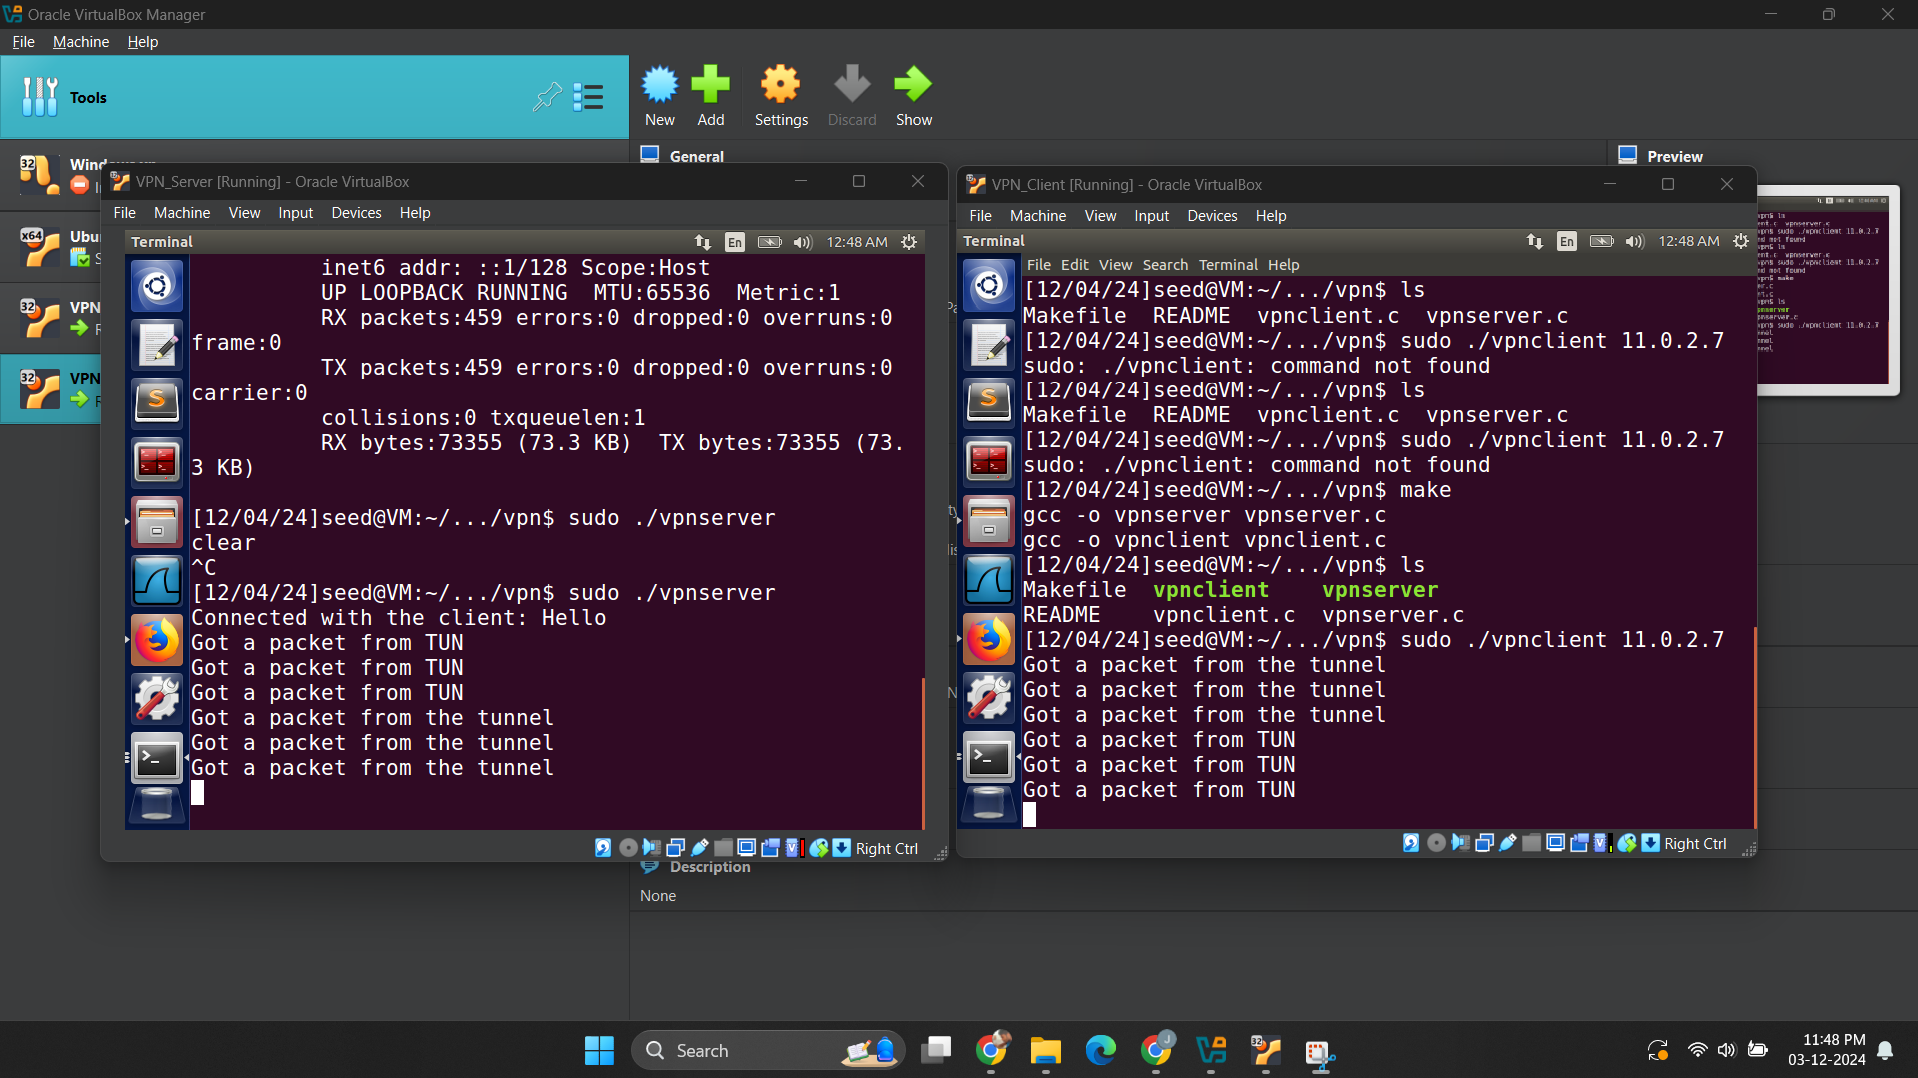 Oracle VirtualBox Manager
File Machine Help
Tools
New Add Settings Discard Show
General
Preview
32
x64
Ubu
32
VPN
32
VPN
VPN_Server [Running] - Oracle VirtualBox
File Machine View Input Devices Help
Terminal
En 12:48 AM
inet6 addr: ::1/128 Scope:Host
UP LOOPBACK RUNNING  MTU:65536  Metric:1
RX packets:459 errors:0 dropped:0 overruns:0
frame:0
TX packets:459 errors:0 dropped:0 overruns:0
carrier:0
collisions:0 txqueuelen:1
RX bytes:73355 (73.3 KB)  TX bytes:73355 (73.
3 KB)
[12/04/24]seed@VM:~/.../vpn$ sudo ./vpnserver
clear
^C
[12/04/24]seed@VM:~/.../vpn$ sudo ./vpnserver
Connected with the client: Hello
Got a packet from TUN
Got a packet from TUN
Got a packet from TUN
Got a packet from the tunnel
Got a packet from the tunnel
Got a packet from the tunnel
Right Ctrl
VPN_Client [Running] - Oracle VirtualBox
File Machine View Input Devices Help
Terminal
En 12:48 AM
File Edit View Search Terminal Help
[12/04/24]seed@VM:~/.../vpn$ ls
Makefile  README  vpnclient.c  vpnserver.c
[12/04/24]seed@VM:~/.../vpn$ sudo ./vpnclient 11.0.2.7
sudo: ./vpnclient: command not found
[12/04/24]seed@VM:~/.../vpn$ ls
Makefile  README  vpnclient.c  vpnserver.c
[12/04/24]seed@VM:~/.../vpn$ sudo ./vpnclient 11.0.2.7
sudo: ./vpnclient: command not found
[12/04/24]seed@VM:~/.../vpn$ make
gcc -o vpnserver vpnserver.c
gcc -o vpnclient vpnclient.c
[12/04/24]seed@VM:~/.../vpn$ ls
Makefile  vpnclient    vpnserver
README    vpnclient.c  vpnserver.c
[12/04/24]seed@VM:~/.../vpn$ sudo ./vpnclient 11.0.2.7
Got a packet from the tunnel
Got a packet from the tunnel
Got a packet from the tunnel
Got a packet from TUN
Got a packet from TUN
Got a packet from TUN
Right Ctrl
Description
None
Search
11:48 PM
03-12-2024